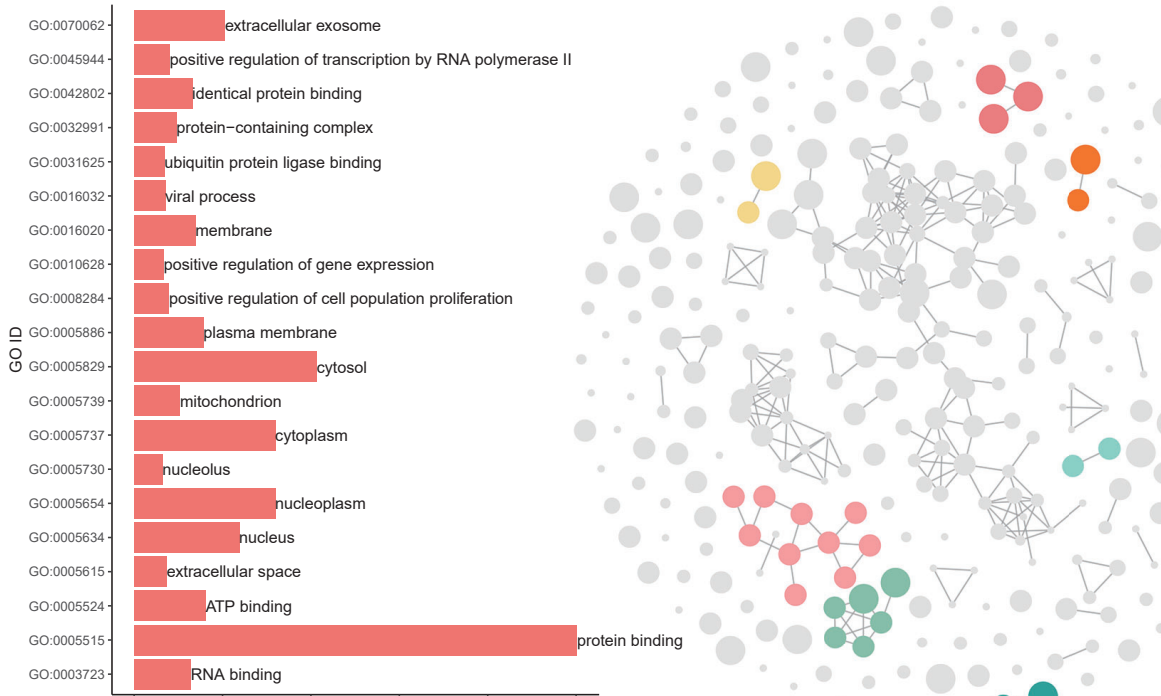 GO:0070062 extracellular exosome
GO:0045944 positive regulation of transcription by RNA polymerase II
GO:0042802 identical protein binding
GO:0032991 protein−containing complex
GO:0031625 ubiquitin protein ligase binding
GO:0016032 viral process
GO:0016020 membrane
GO:0010628 positive regulation of gene expression
GO:0008284 positive regulation of cell population proliferation
GO:0005886 plasma membrane
GO ID
GO:0005829 cytosol
GO:0005739 mitochondrion
GO:0005737 cytoplasm
GO:0005730 nucleolus
GO:0005654 nucleoplasm
GO:0005634 nucleus
GO:0005615 extracellular space
GO:0005524 ATP binding
GO:0005515 protein binding
GO:0003723 RNA binding